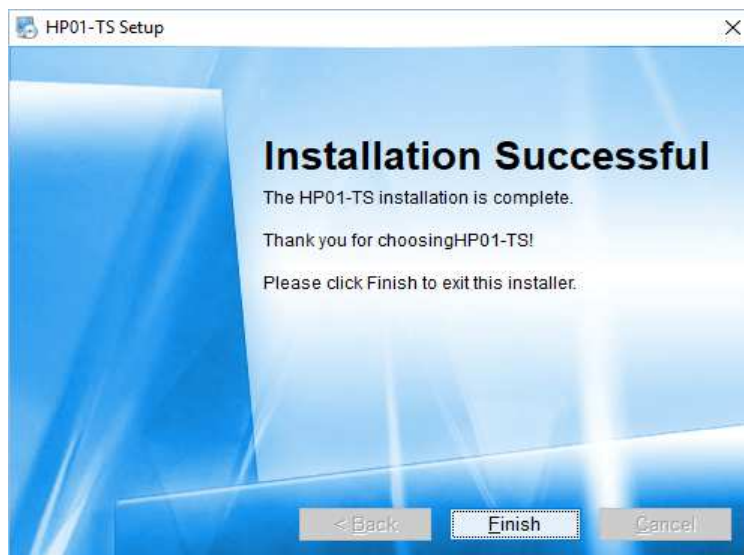 HP01-TS Setup
Installation Successful
The HP01-TS installation is complete.
Thank you for choosingHP01-TS!
Please click Finish to exit this installer.
< Back
Finish
Cancel